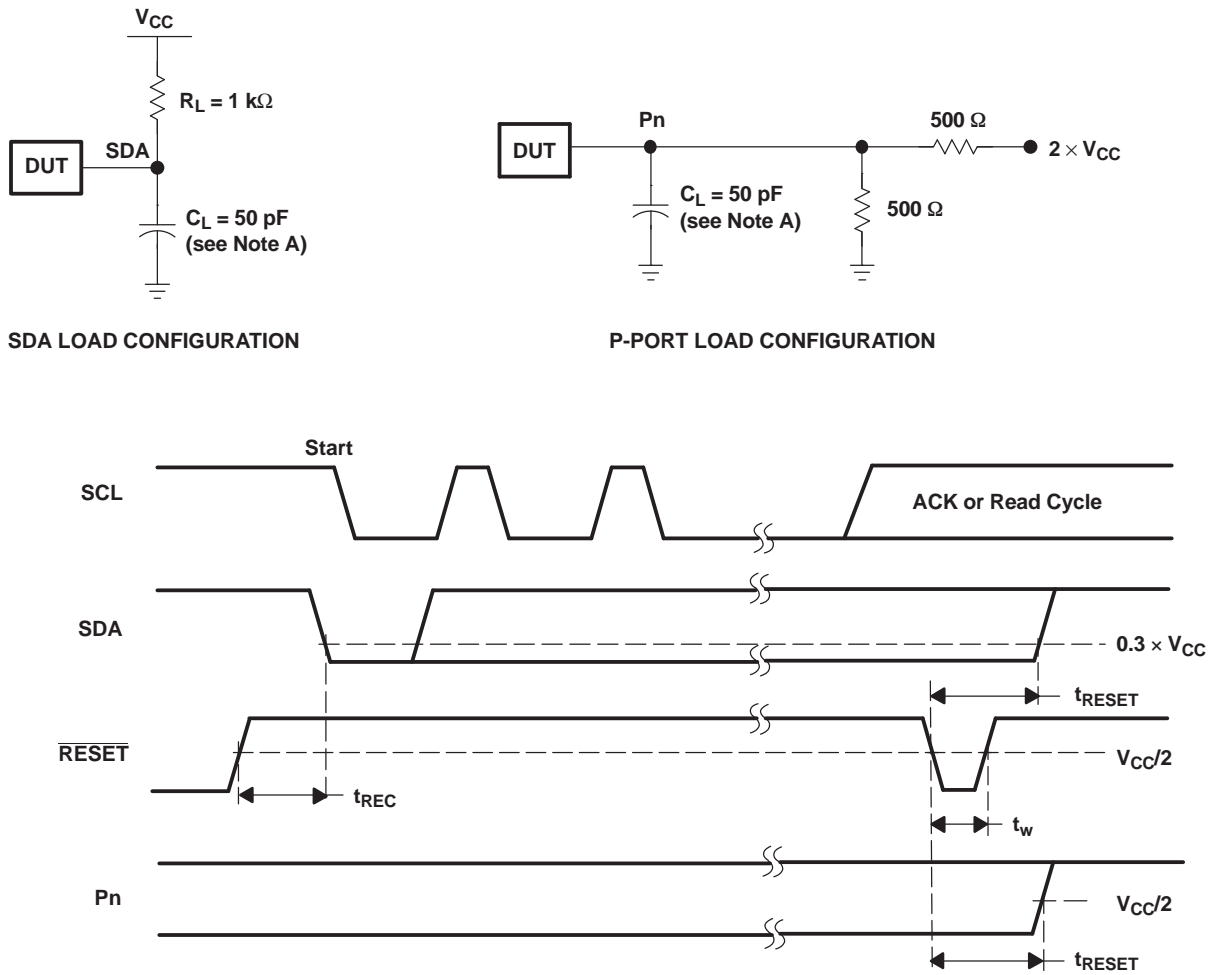 VCC
RL = 1 kΩ
SDA
DUT
CL = 50 pF
(see Note A)
SDA LOAD CONFIGURATION
Pn
500 Ω
DUT
2 × VCC
CL = 50 pF
(see Note A)
500 Ω
P-PORT LOAD CONFIGURATION
Start
SCL
ACK or Read Cycle
SDA
0.3 × VCC
tRESET
RESET
VCC/2
tREC
tw
Pn
VCC/2
tRESET